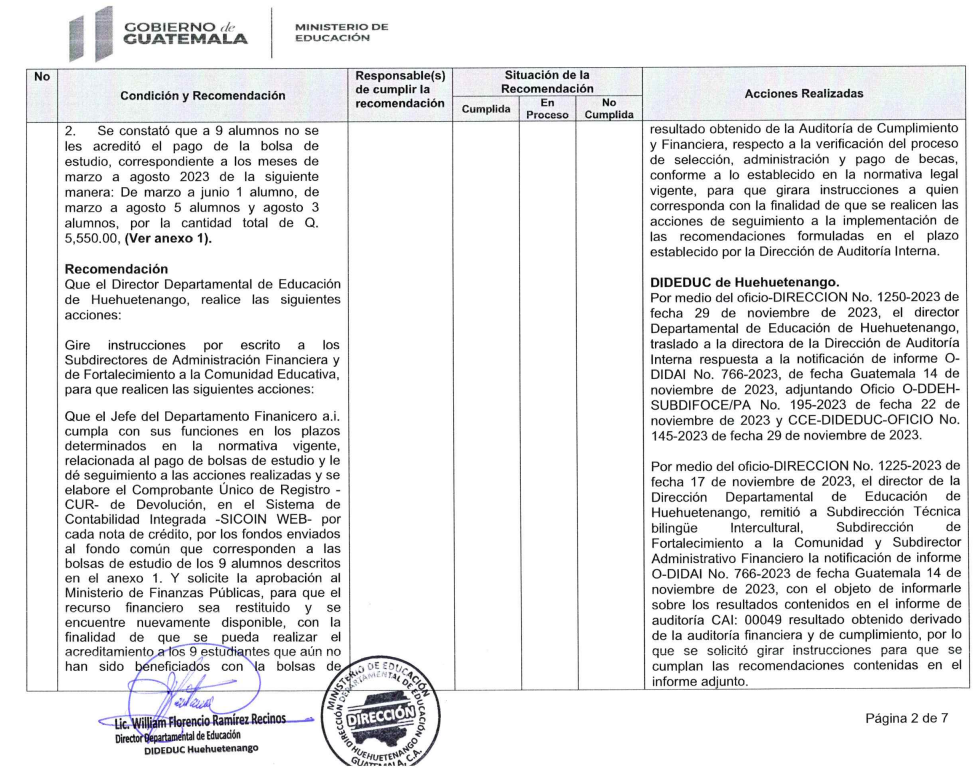 GOBIERNO de
GUATEMALA
MINISTERIO DE
EDUCACIÓN
No
Condición y Recomendación
Responsable(s)
de cumplir la
recomendación
Situación de la
Recomendación
Cumplida
En
Proceso
No
Cumplida
Acciones Realizadas
2. Se constató que a 9 alumnos no se
les acreditó el pago de la bolsa de
estudio, correspondiente a los meses de
marzo a agosto 2023 de la siguiente
manera: De marzo a junio 1 alumno, de
marzo a agosto 5 alumnos y agosto 3
alumnos, por la cantidad total de Q.
5,550.00, (Ver anexo 1).
Recomendación
Que el Director Departamental de Educación
de Huehuetenango, realice las siguientes
acciones:
Gire instrucciones por escrito a los
Subdirectores de Administración Financiera y
de Fortalecimiento a la Comunidad Educativa,
para que realicen las siguientes acciones:
Que el Jefe del Departamento Finanicero a.i.
cumpla con sus funciones en los plazos
determinados en la normativa vigente,
relacionada al pago de bolsas de estudio y le
dé seguimiento a las acciones realizadas y se
elabore el Comprobante Único de Registro -
CUR- de Devolución, en el Sistema de
Contabilidad Integrada -SICOIN WEB- por
cada nota de crédito, por los fondos enviados
al fondo común que corresponden a las
bolsas de estudio de los 9 alumnos descritos
en el anexo 1. Y solicite la aprobación al
Ministerio de Finanzas Públicas, para que el
recurso financiero sea restituido y se
encuentre nuevamente disponible, con la
finalidad de que se pueda realizar el
acreditamiento a los 9 estudiantes que aún no
han sido beneficiados con la bolsas de
resultado obtenido de la Auditoría de Cumplimiento
y Financiera, respecto a la verificación del proceso
de selección, administración y pago de becas,
conforme a lo establecido en la normativa legal
vigente, para que girara instrucciones a quien
corresponda con la finalidad de que se realicen las
acciones de seguimiento a la implementación de
las recomendaciones formuladas en el plazo
establecido por la Dirección de Auditoría Interna.
DIDEDUC de Huehuetenango.
Por medio del oficio-DIRECCION No. 1250-2023 de
fecha 29 de noviembre de 2023, el director
Departamental de Educación de Huehuetenango,
traslado a la directora de la Dirección de Auditoría
Interna respuesta a la notificación de informe O-
DIDAI No. 766-2023, de fecha Guatemala 14 de
noviembre de 2023, adjuntando Oficio O-DDEH-
SUBDIFOCE/PA No. 195-2023 de fecha 22 de
noviembre de 2023 y CCE-DIDEDUC-OFICIO No.
145-2023 de fecha 29 de noviembre de 2023.
Por medio del oficio-DIRECCION No. 1225-2023 de
fecha 17 de noviembre de 2023, el director de la
Dirección Departamental de Educación de
Huehuetenango, remitió a Subdirección Técnica
bilingüe Intercultural, Subdirección de
Fortalecimiento a la Comunidad y Subdirector
Administrativo Financiero la notificación de informe
O-DIDAI No. 766-2023 de fecha Guatemala 14 de
noviembre de 2023, con el objeto de informarle
sobre los resultados contenidos en el informe de
auditoría CAI: 00049 resultado obtenido derivado
de la auditoría financiera y de cumplimiento, por lo
que se solicitó girar instrucciones para que se
cumplan las recomendaciones contenidas en el
informe adjunto.
Lic. William Florencio Ramírez Recinos
Director Departamental de Educación
DIDEDUC Huehuetenango
MINISTERIO DE EDUCACIÓN
DIRECCIÓN DEPARTAMENTAL DE EDUCACIÓN
DIRECCIÓN
HUEHUETENANGO
GUATEMALA, C.A.
Página 2 de 7